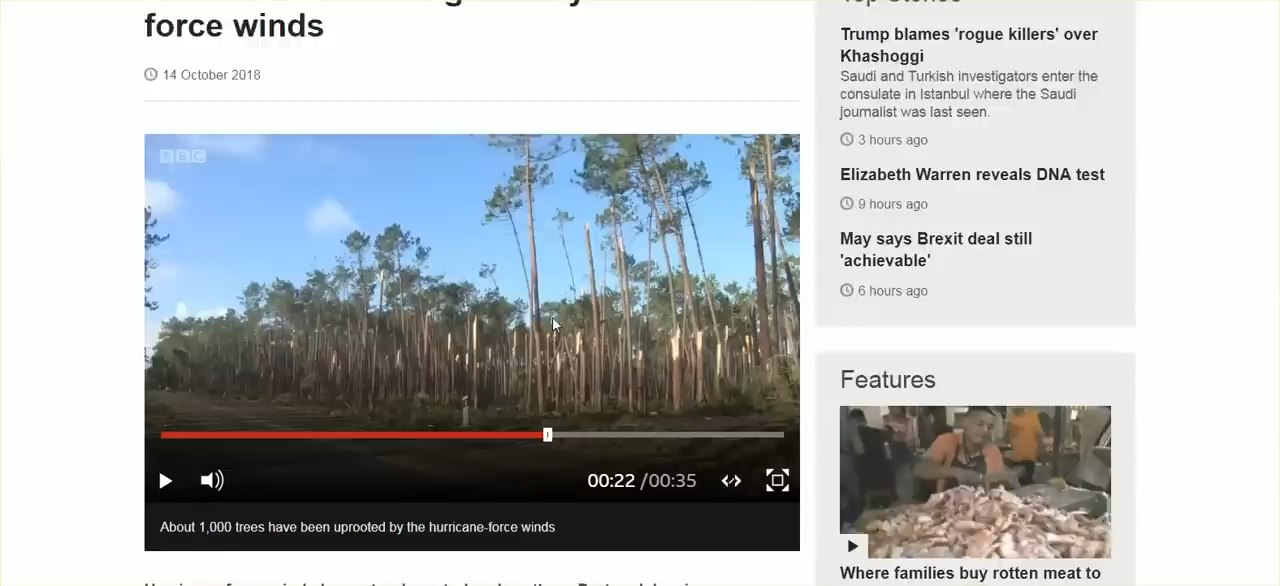 force winds
14 October 2018
BBC
00:22 /00:35
About 1,000 trees have been uprooted by the hurricane-force winds
Top Stories
Trump blames 'rogue killers' over
Khashoggi
Saudi and Turkish investigators enter the
consulate in Istanbul where the Saudi
journalist was last seen.
3 hours ago
Elizabeth Warren reveals DNA test
9 hours ago
May says Brexit deal still
'achievable'
6 hours ago
Features
Where families buy rotten meat to